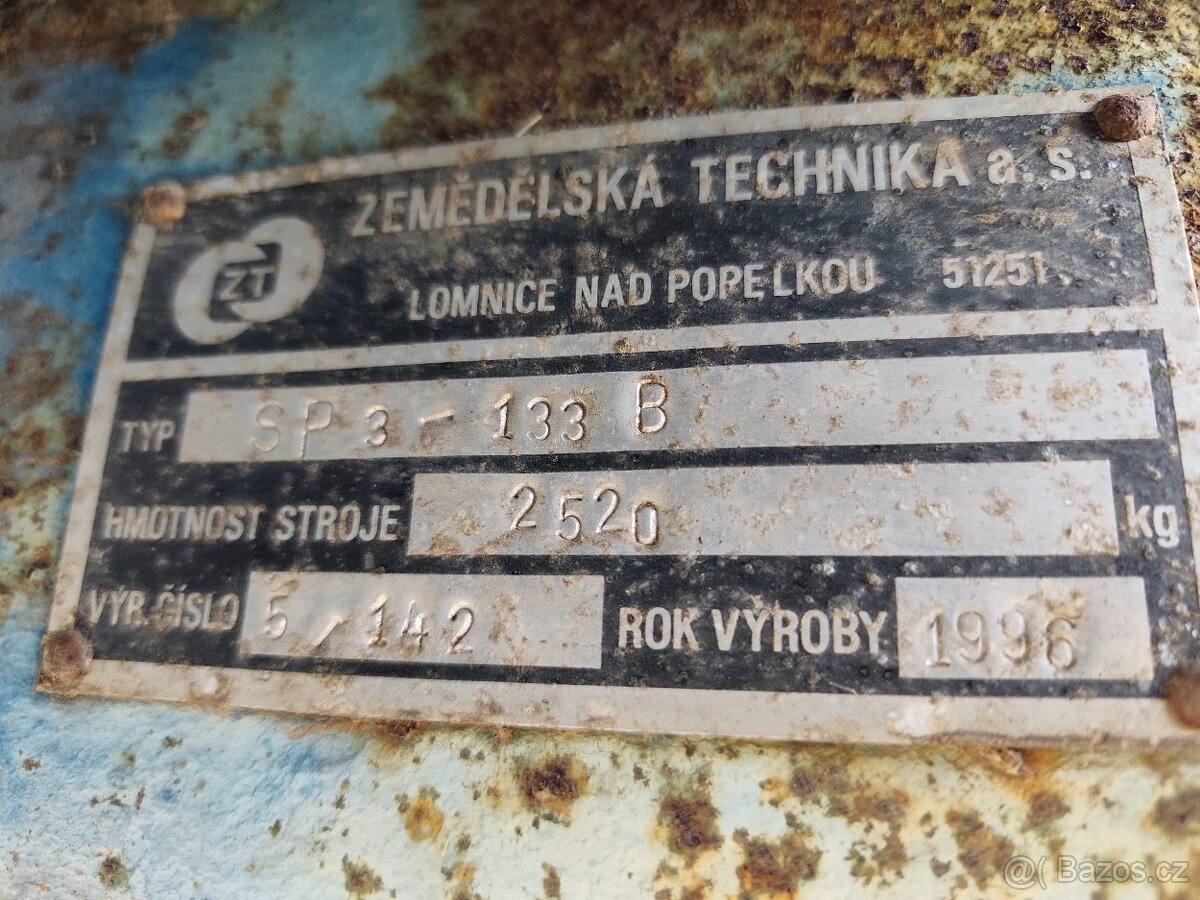 ZEMĚDĚLSKÁ TECHNIKA a. s.
ZT
LOMNICE NAD POPELKOU 51251
TYP SP 3 - 133 B
HMOTNOST STROJE 2520 kg
VÝR. ČÍSLO 5 / 142 ROK VÝROBY 1996
Bazos.cz